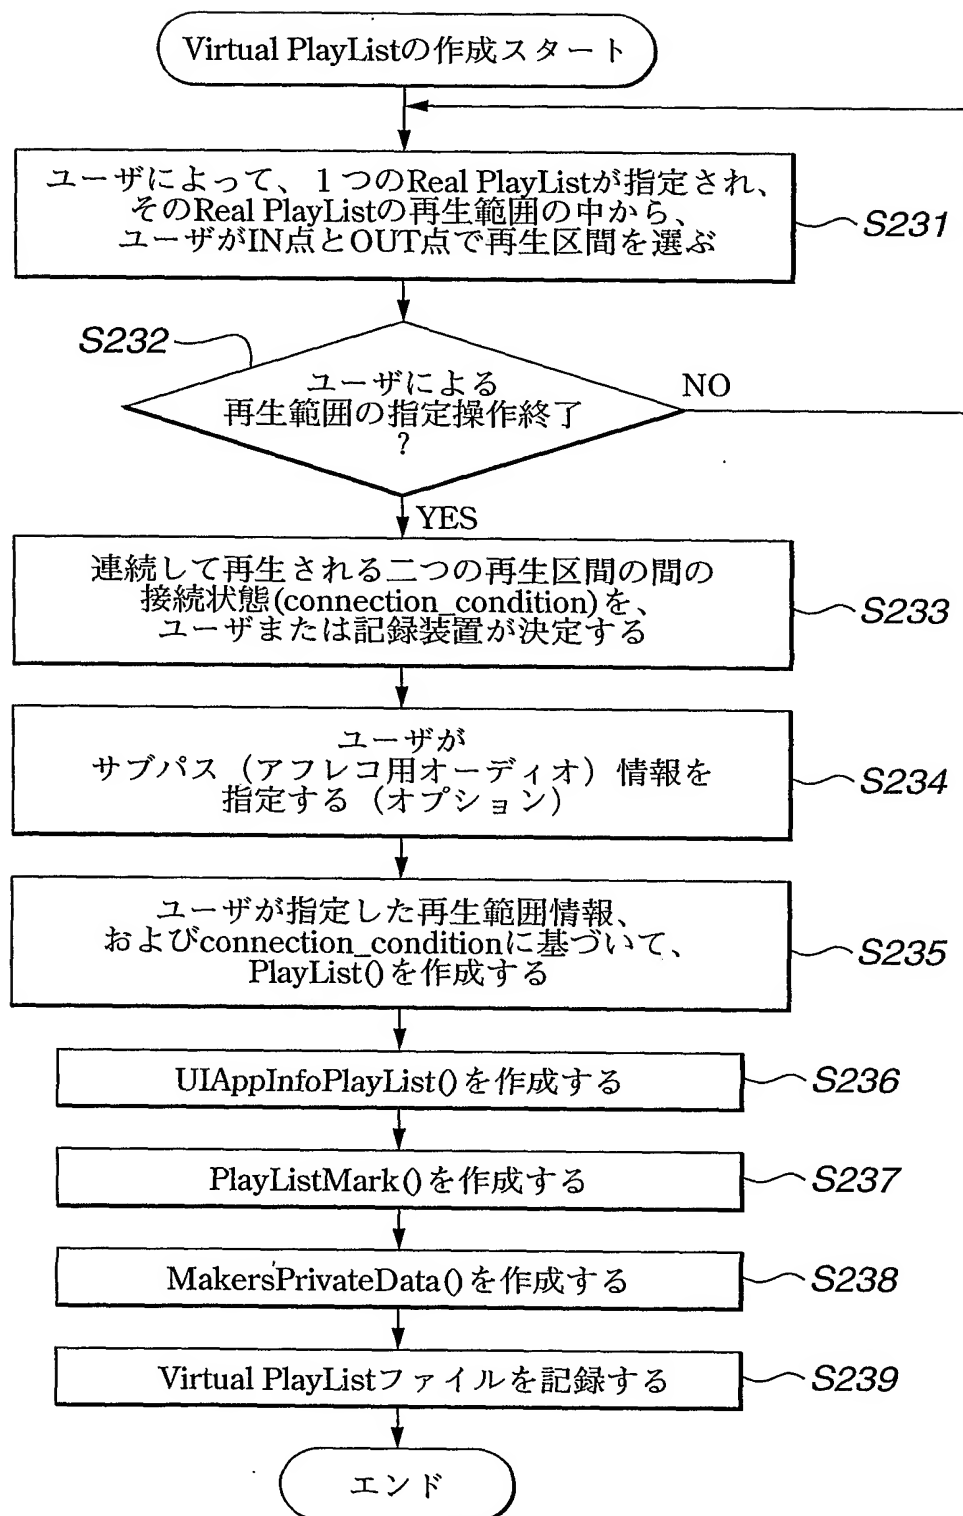 Virtual PlayListの作成スタート
ユーザによって、１つのReal PlayListが指定され、
そのReal PlayListの再生範囲の中から、
ユーザがIN点とOUT点で再生区間を選ぶ
S231
S232
ユーザによる
再生範囲の指定操作終了
?
NO
YES
連続して再生される二つの再生区間の間の
接続状態(connection_condition)を、
ユーザまたは記録装置が決定する
S233
ユーザが
サブパス（アフレコ用オーディオ）情報を
指定する（オプション）
S234
ユーザが指定した再生範囲情報、
およびconnection_conditionに基づいて、
PlayList()を作成する
S235
UIAppInfoPlayList()を作成する
S236
PlayListMark()を作成する
S237
Makers'PrivateData()を作成する
S238
Virtual PlayListファイルを記録する
S239
エンド